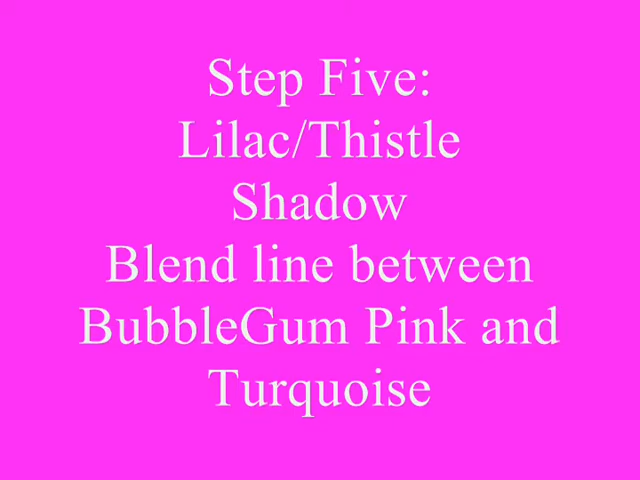 Step Five:
Lilac/Thistle
Shadow
Blend line between
BubbleGum Pink and
Turquoise